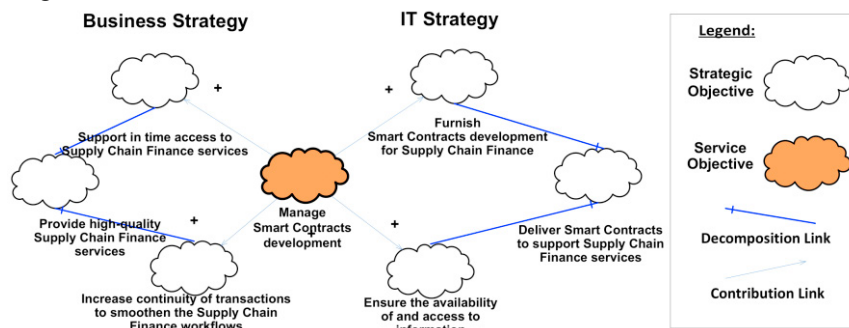 Business Strategy
IT Strategy
Legend:
Strategic
Objective
Service
Objective
Decomposition Link
Contribution Link
+
+
Support in time access to
Supply Chain Finance services
Furnish
Smart Contracts development
for Supply Chain Finance
Provide high-quality
Supply Chain Finance
services
+
Manage
Smart Contracts
development
+
+
Deliver Smart Contracts
to support Supply Chain
Finance services
Increase continuity of transactions
to smoothen the Supply Chain
Finance workflows
Ensure the availability
of and access to
information